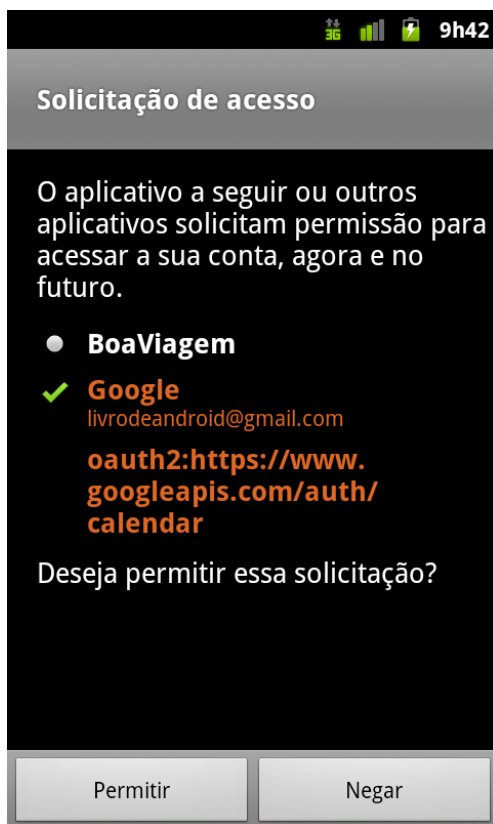 3G 9h42
Solicitação de acesso
O aplicativo a seguir ou outros
aplicativos solicitam permissão para
acessar a sua conta, agora e no
futuro.
BoaViagem
Google
livrodeandroid@gmail.com
oauth2:https://www.
googleapis.com/auth/
calendar
Deseja permitir essa solicitação?
Permitir Negar